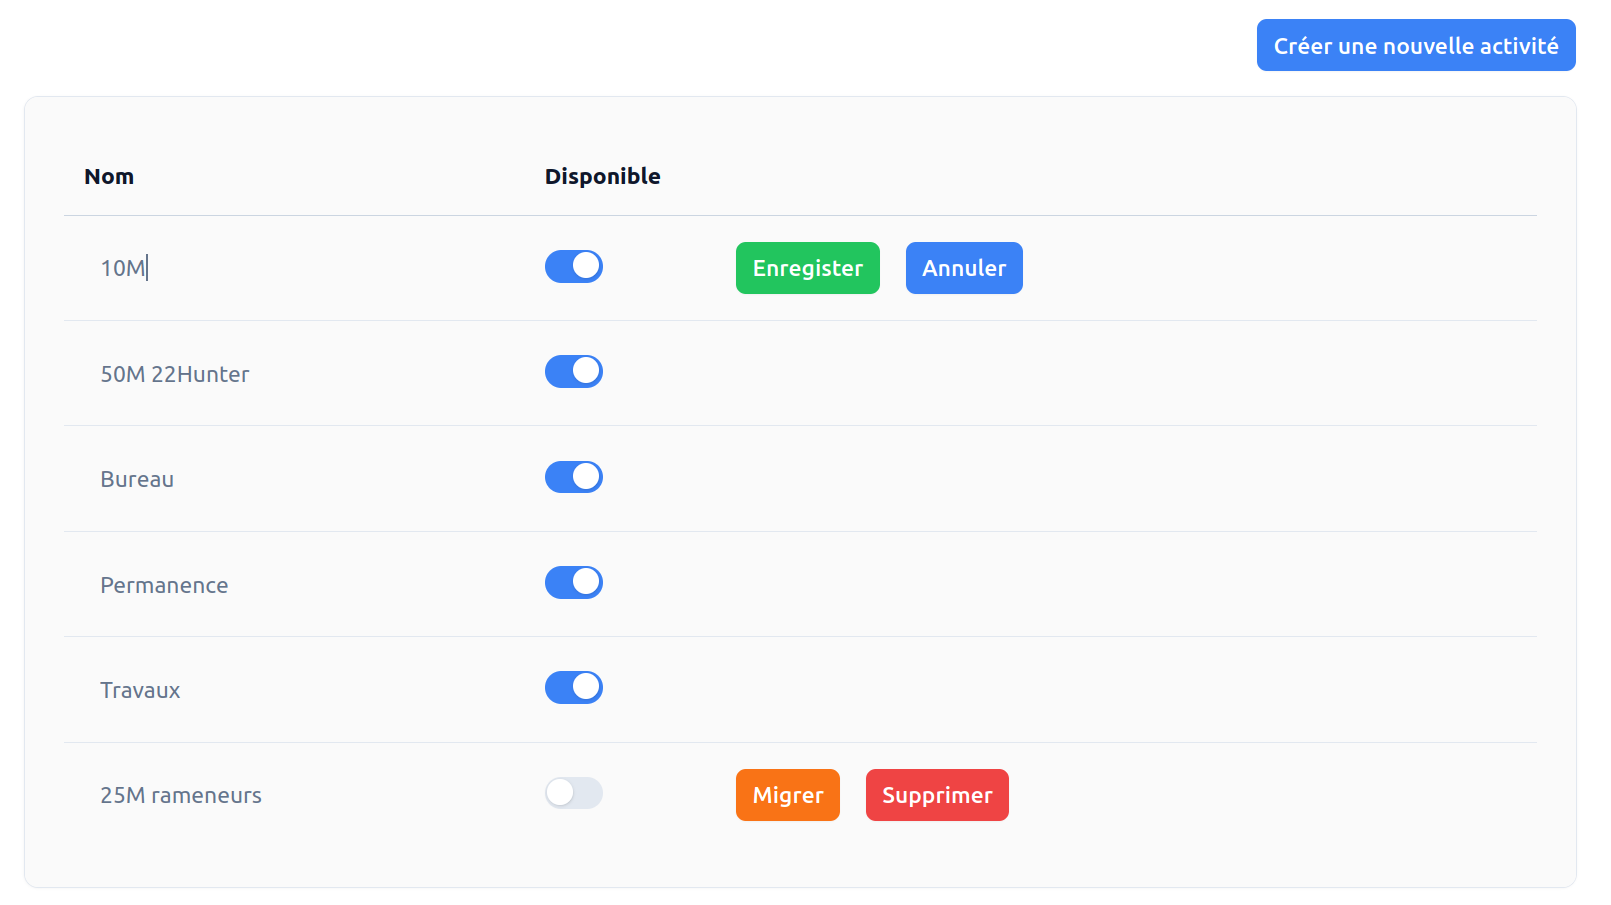 Créer une nouvelle activité
Nom Disponible
10M Enregister Annuler
50M 22Hunter
Bureau
Permanence
Travaux
25M rameneurs Migrer Supprimer